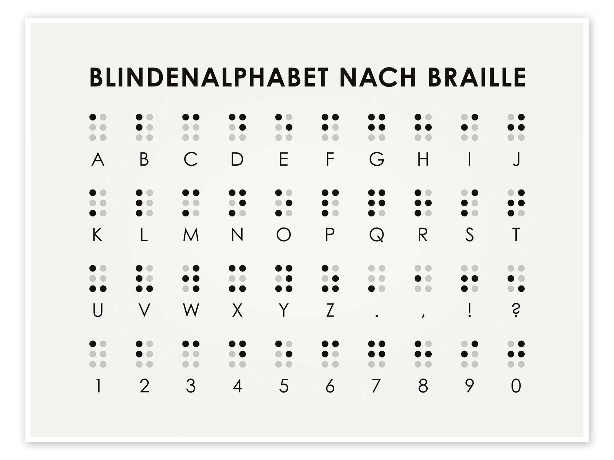 BLINDENALPHABET NACH BRAILLE
A B C D E F G H I J
K L M N O P Q R S T
U V W X Y Z . , ! ?
1 2 3 4 5 6 7 8 9 0